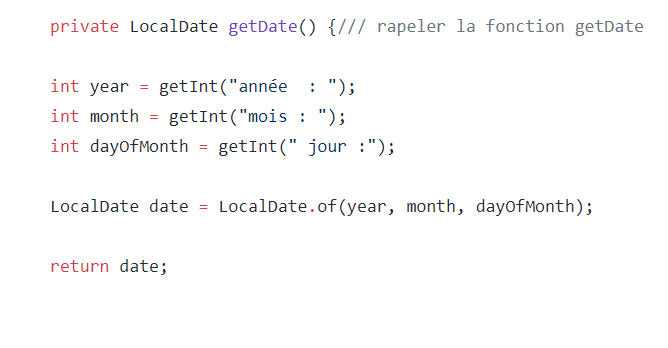 private LocalDate getDate() {/// rapeler la fonction getDate
int year = getInt("année  : ");
int month = getInt("mois : ");
int dayOfMonth = getInt(" jour :");
LocalDate date = LocalDate.of(year, month, dayOfMonth);
return date;